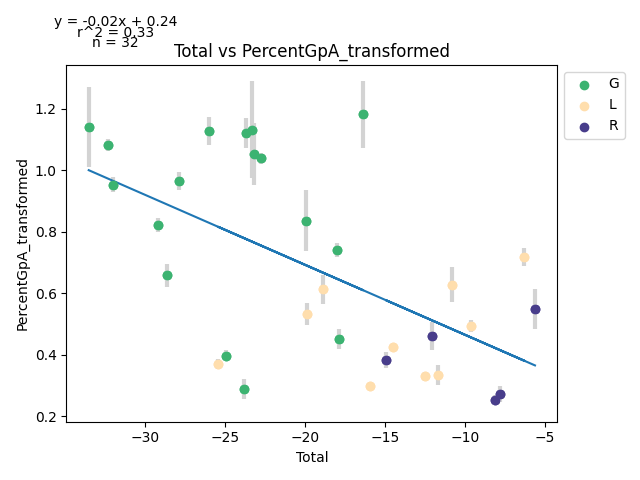 y = -0.02x + 0.24
r^2 = 0.33
n = 32
Total vs PercentGpA_transformed
G
L
R
PercentGpA_transformed
1.2
1.0
0.8
0.6
0.4
0.2
−30
−25
−20
−15
−10
−5
Total